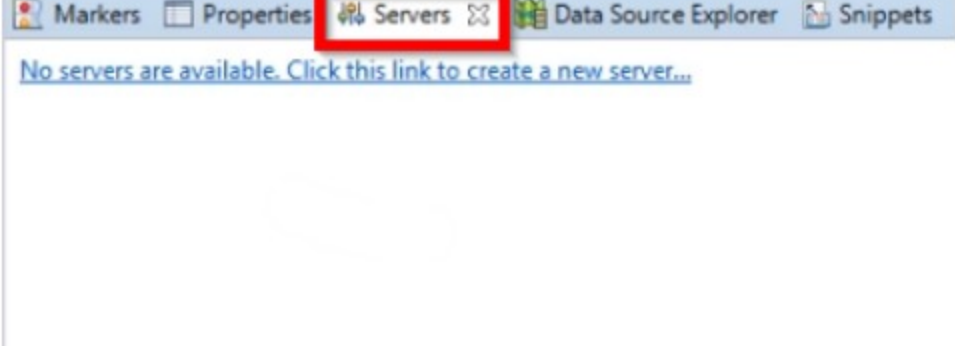 Markers Properties Servers Data Source Explorer Snippets
No servers are available. Click this link to create a new server...